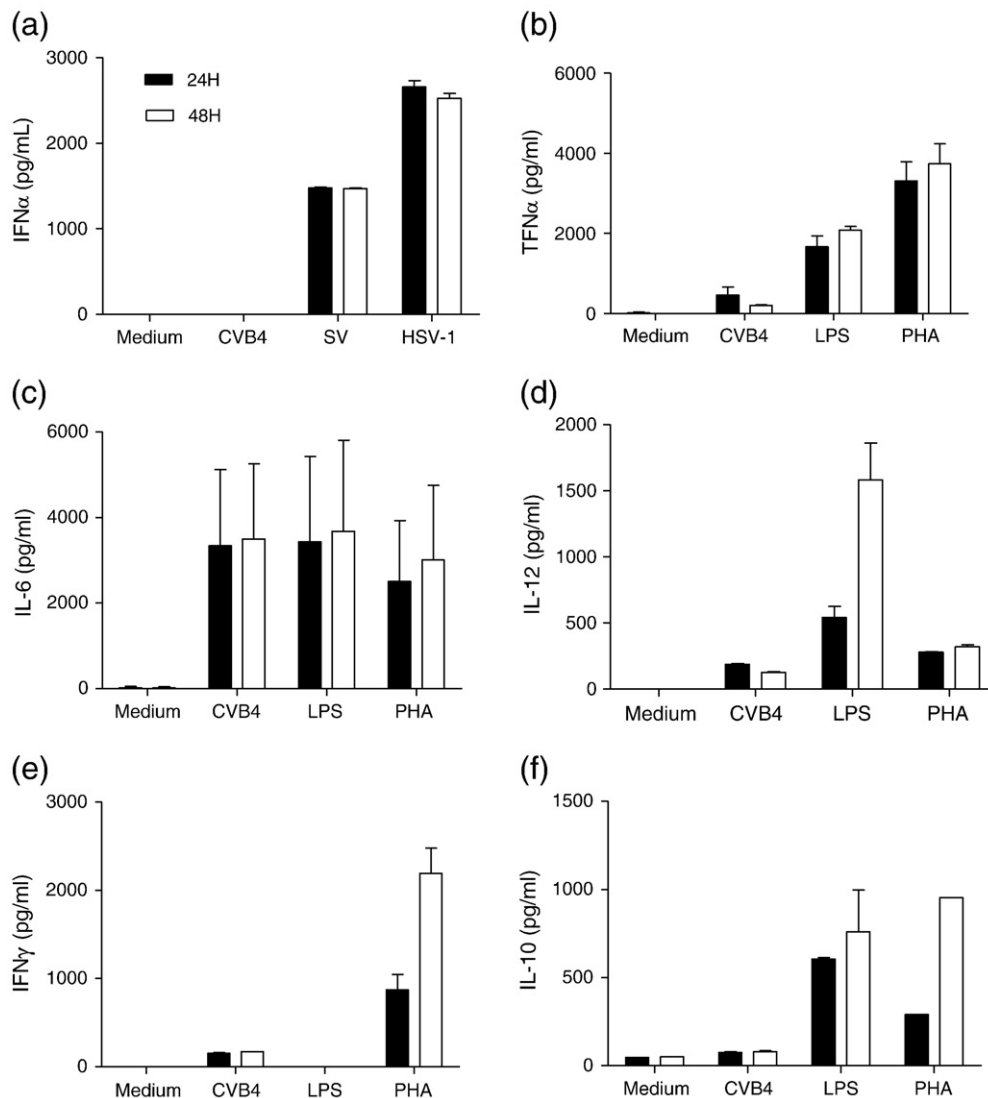 (a)
3000
2000
1000
0
IFNα (pg/mL)
24H
48H
Medium CVB4 SV HSV-1
(b)
6000
4000
2000
0
TFNα (pg/ml)
Medium CVB4 LPS PHA
(c)
6000
4000
2000
0
IL-6 (pg/ml)
Medium CVB4 LPS PHA
(d)
2000
1500
1000
500
0
IL-12 (pg/ml)
Medium CVB4 LPS PHA
(e)
3000
2000
1000
0
IFNγ (pg/ml)
Medium CVB4 LPS PHA
(f)
1500
1000
500
0
IL-10 (pg/ml)
Medium CVB4 LPS PHA